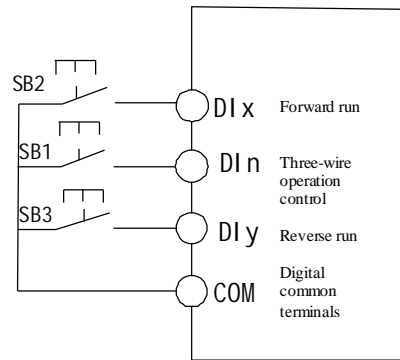 SB2
DIx Forward run
SB1
DIn Three-wire
operation
control
SB3
DIy Reverse run
COM Digital
common
terminals